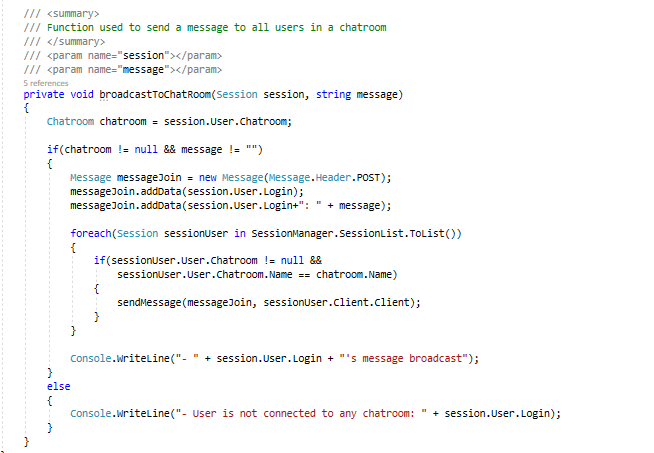 /// <summary>
/// Function used to send a message to all users in a chatroom
/// </summary>
/// <param name="session"></param>
/// <param name="message"></param>
5 references
private void broadcastToChatRoom(Session session, string message)
{
    Chatroom chatroom = session.User.Chatroom;

    if(chatroom != null && message != "")
    {
        Message messageJoin = new Message(Message.Header.POST);
        messageJoin.addData(session.User.Login);
        messageJoin.addData(session.User.Login+": " + message);

        foreach(Session sessionUser in SessionManager.SessionList.ToList())
        {
            if(sessionUser.User.Chatroom != null &&
                sessionUser.User.Chatroom.Name == chatroom.Name)
            {
                sendMessage(messageJoin, sessionUser.Client.Client);
            }
        }

        Console.WriteLine("- " + session.User.Login + "'s message broadcast");
    }
    else
    {
        Console.WriteLine("- User is not connected to any chatroom: " + session.User.Login);
    }
}